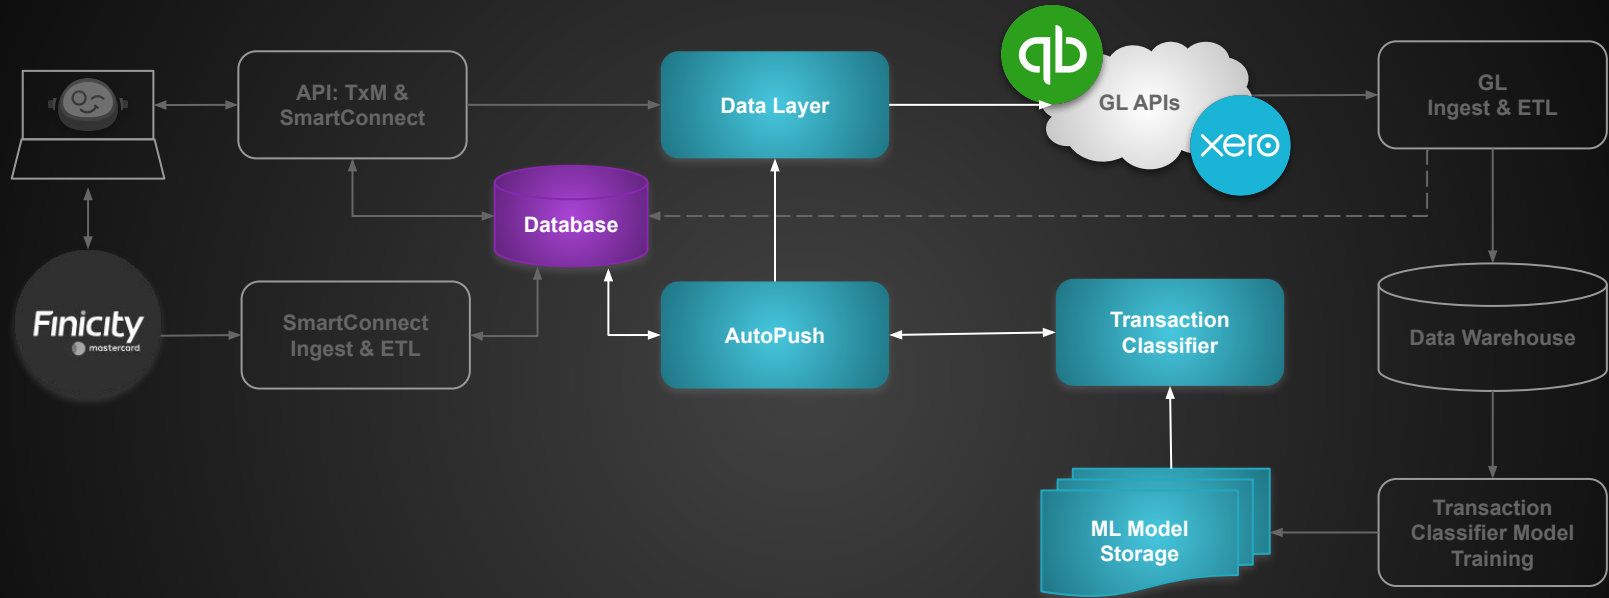 API: TxM &
SmartConnect
Data Layer
qb
GL APIs
xero
GL
Ingest & ETL
Database
Finicity
mastercard
SmartConnect
Ingest & ETL
AutoPush
Transaction
Classifier
Data Warehouse
ML Model
Storage
Transaction
Classifier Model
Training